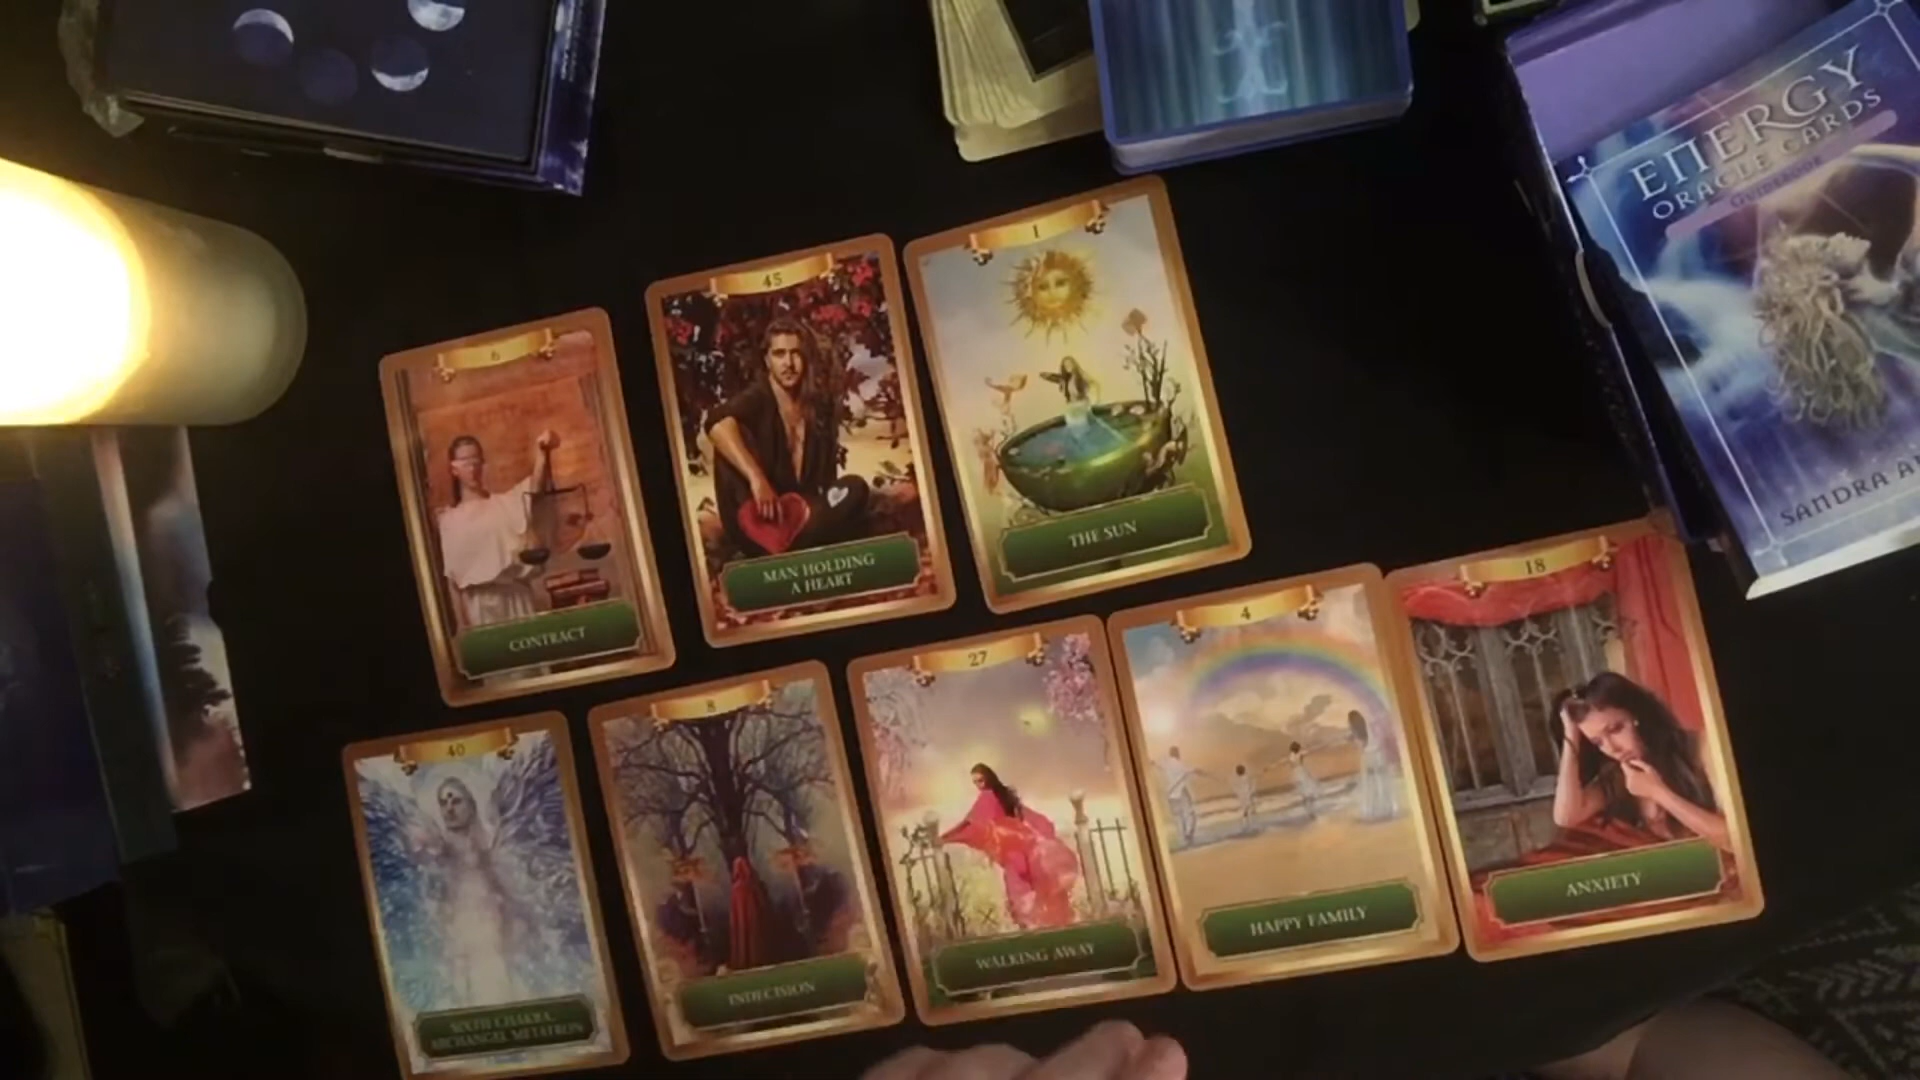 ENERGY
ORACLE CARDS
GUIDEBOOK
SANDRA
6
CONTRACT
45
MAN HOLDING
A HEART
1
THE SUN
40
SIXTH CHAKRA,
ARCHANGEL METATRON
8
INDECISION
27
WALKING AWAY
4
HAPPY FAMILY
18
ANXIETY